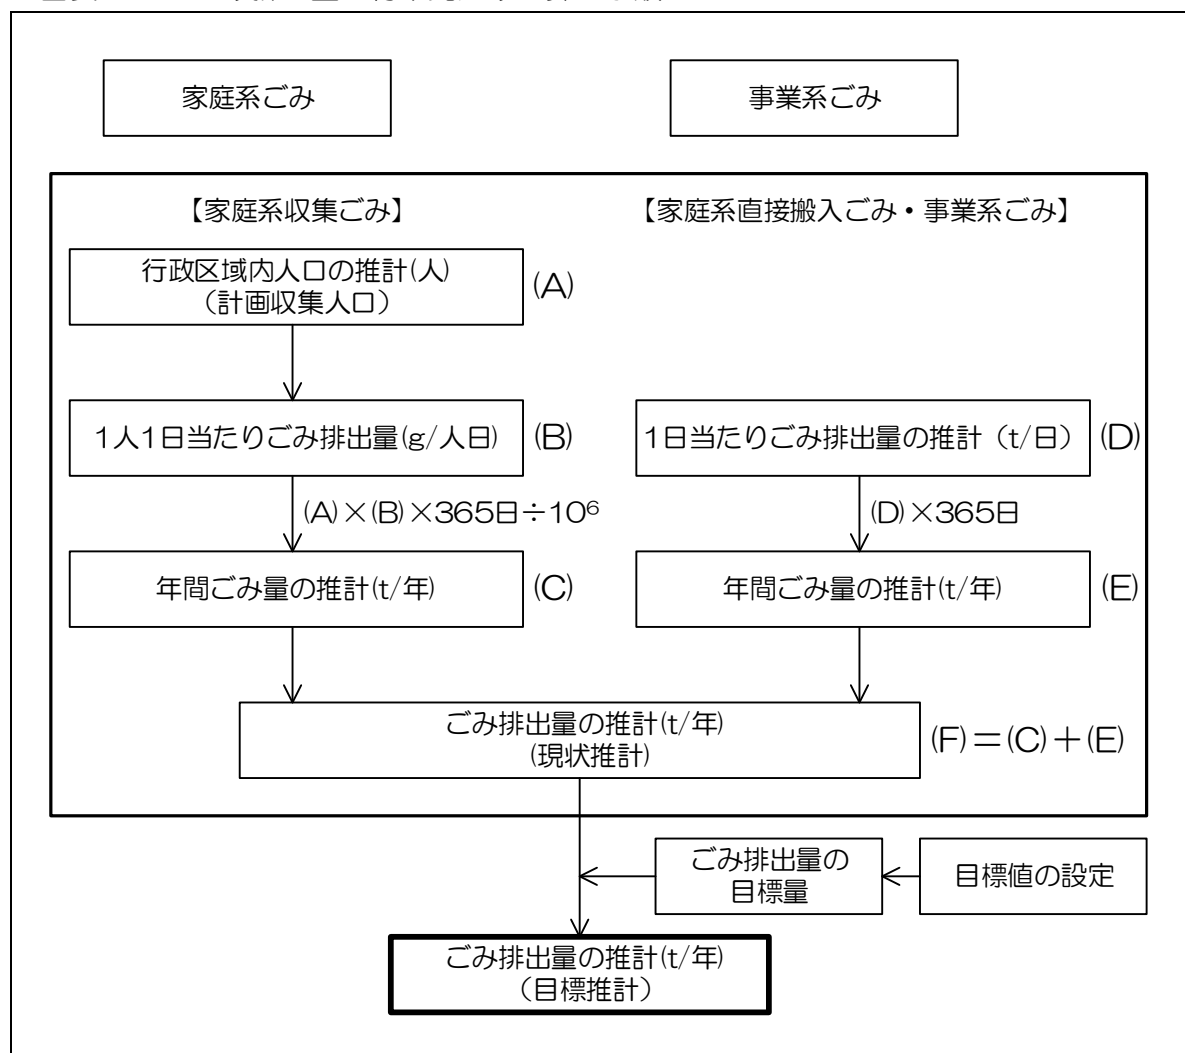 家庭系ごみ
事業系ごみ
【家庭系収集ごみ】
【家庭系直接搬入ごみ・事業系ごみ】
行政区域内人口の推計(人)
（計画収集人口）
(A)
1人1日当たりごみ排出量(g/人日)
(B)
1日当たりごみ排出量の推計（t/日）
(D)
(A)×(B)×365日÷10⁶
(D)×365日
年間ごみ量の推計(t/年)
(C)
年間ごみ量の推計(t/年)
(E)
ごみ排出量の推計(t/年)
(現状推計)
(F)＝(C)＋(E)
ごみ排出量の
目標量
目標値の設定
ごみ排出量の推計(t/年)
（目標推計）